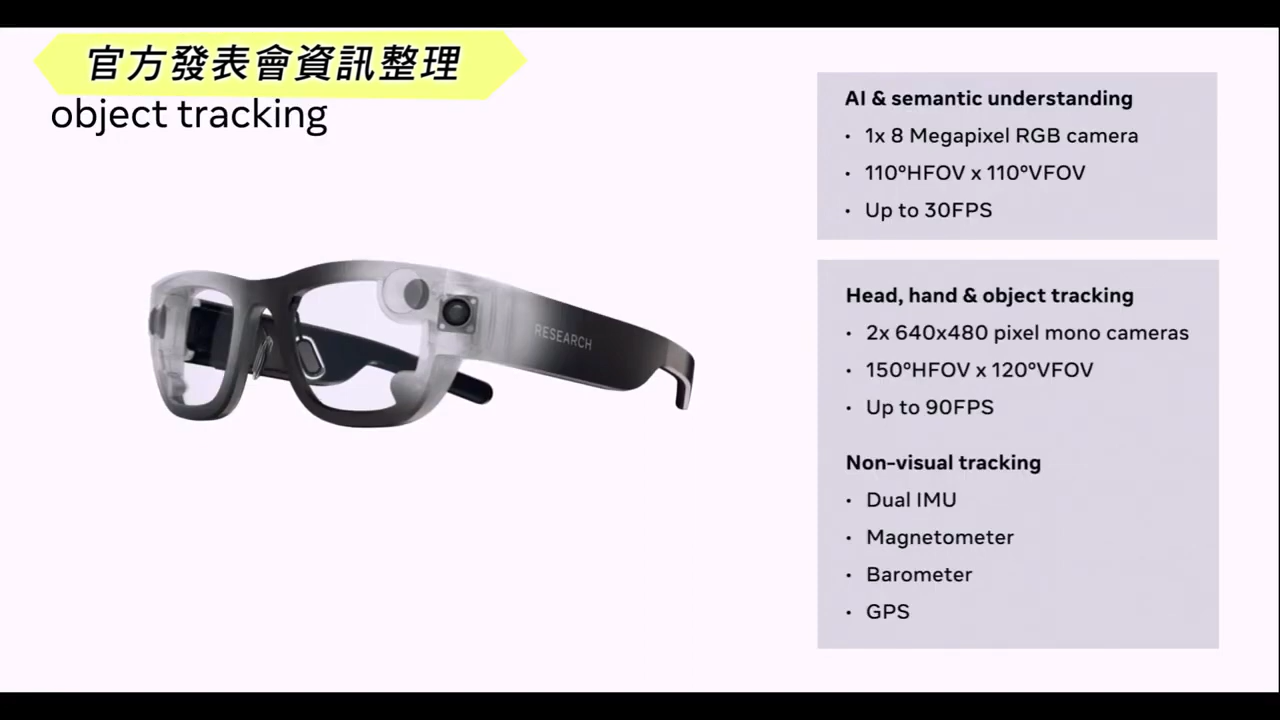 官方發表會資訊整理
object tracking
RESEARCH
AI & semantic understanding
• 1x 8 Megapixel RGB camera
• 110°HFOV x 110°VFOV
• Up to 30FPS
Head, hand & object tracking
• 2x 640x480 pixel mono cameras
• 150°HFOV x 120°VFOV
• Up to 90FPS
Non-visual tracking
• Dual IMU
• Magnetometer
• Barometer
• GPS